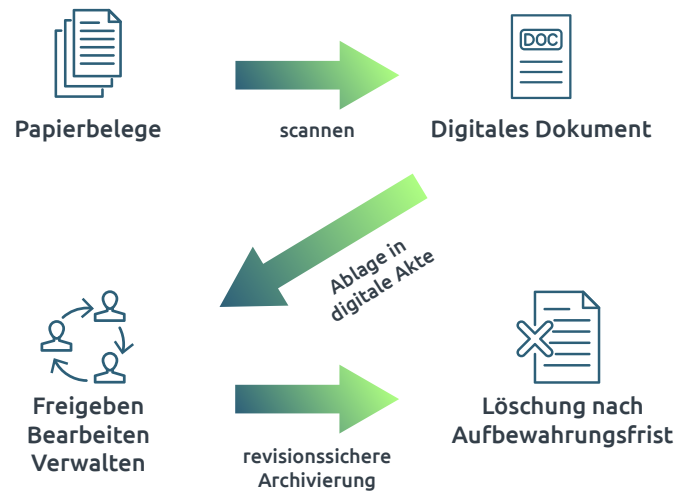 DOC
Papierbelege
scannen
Digitales Dokument
Ablage in
digitale Akte
Freigeben
Bearbeiten
Verwalten
revisionssichere
Archivierung
Löschung nach
Aufbewahrungsfrist